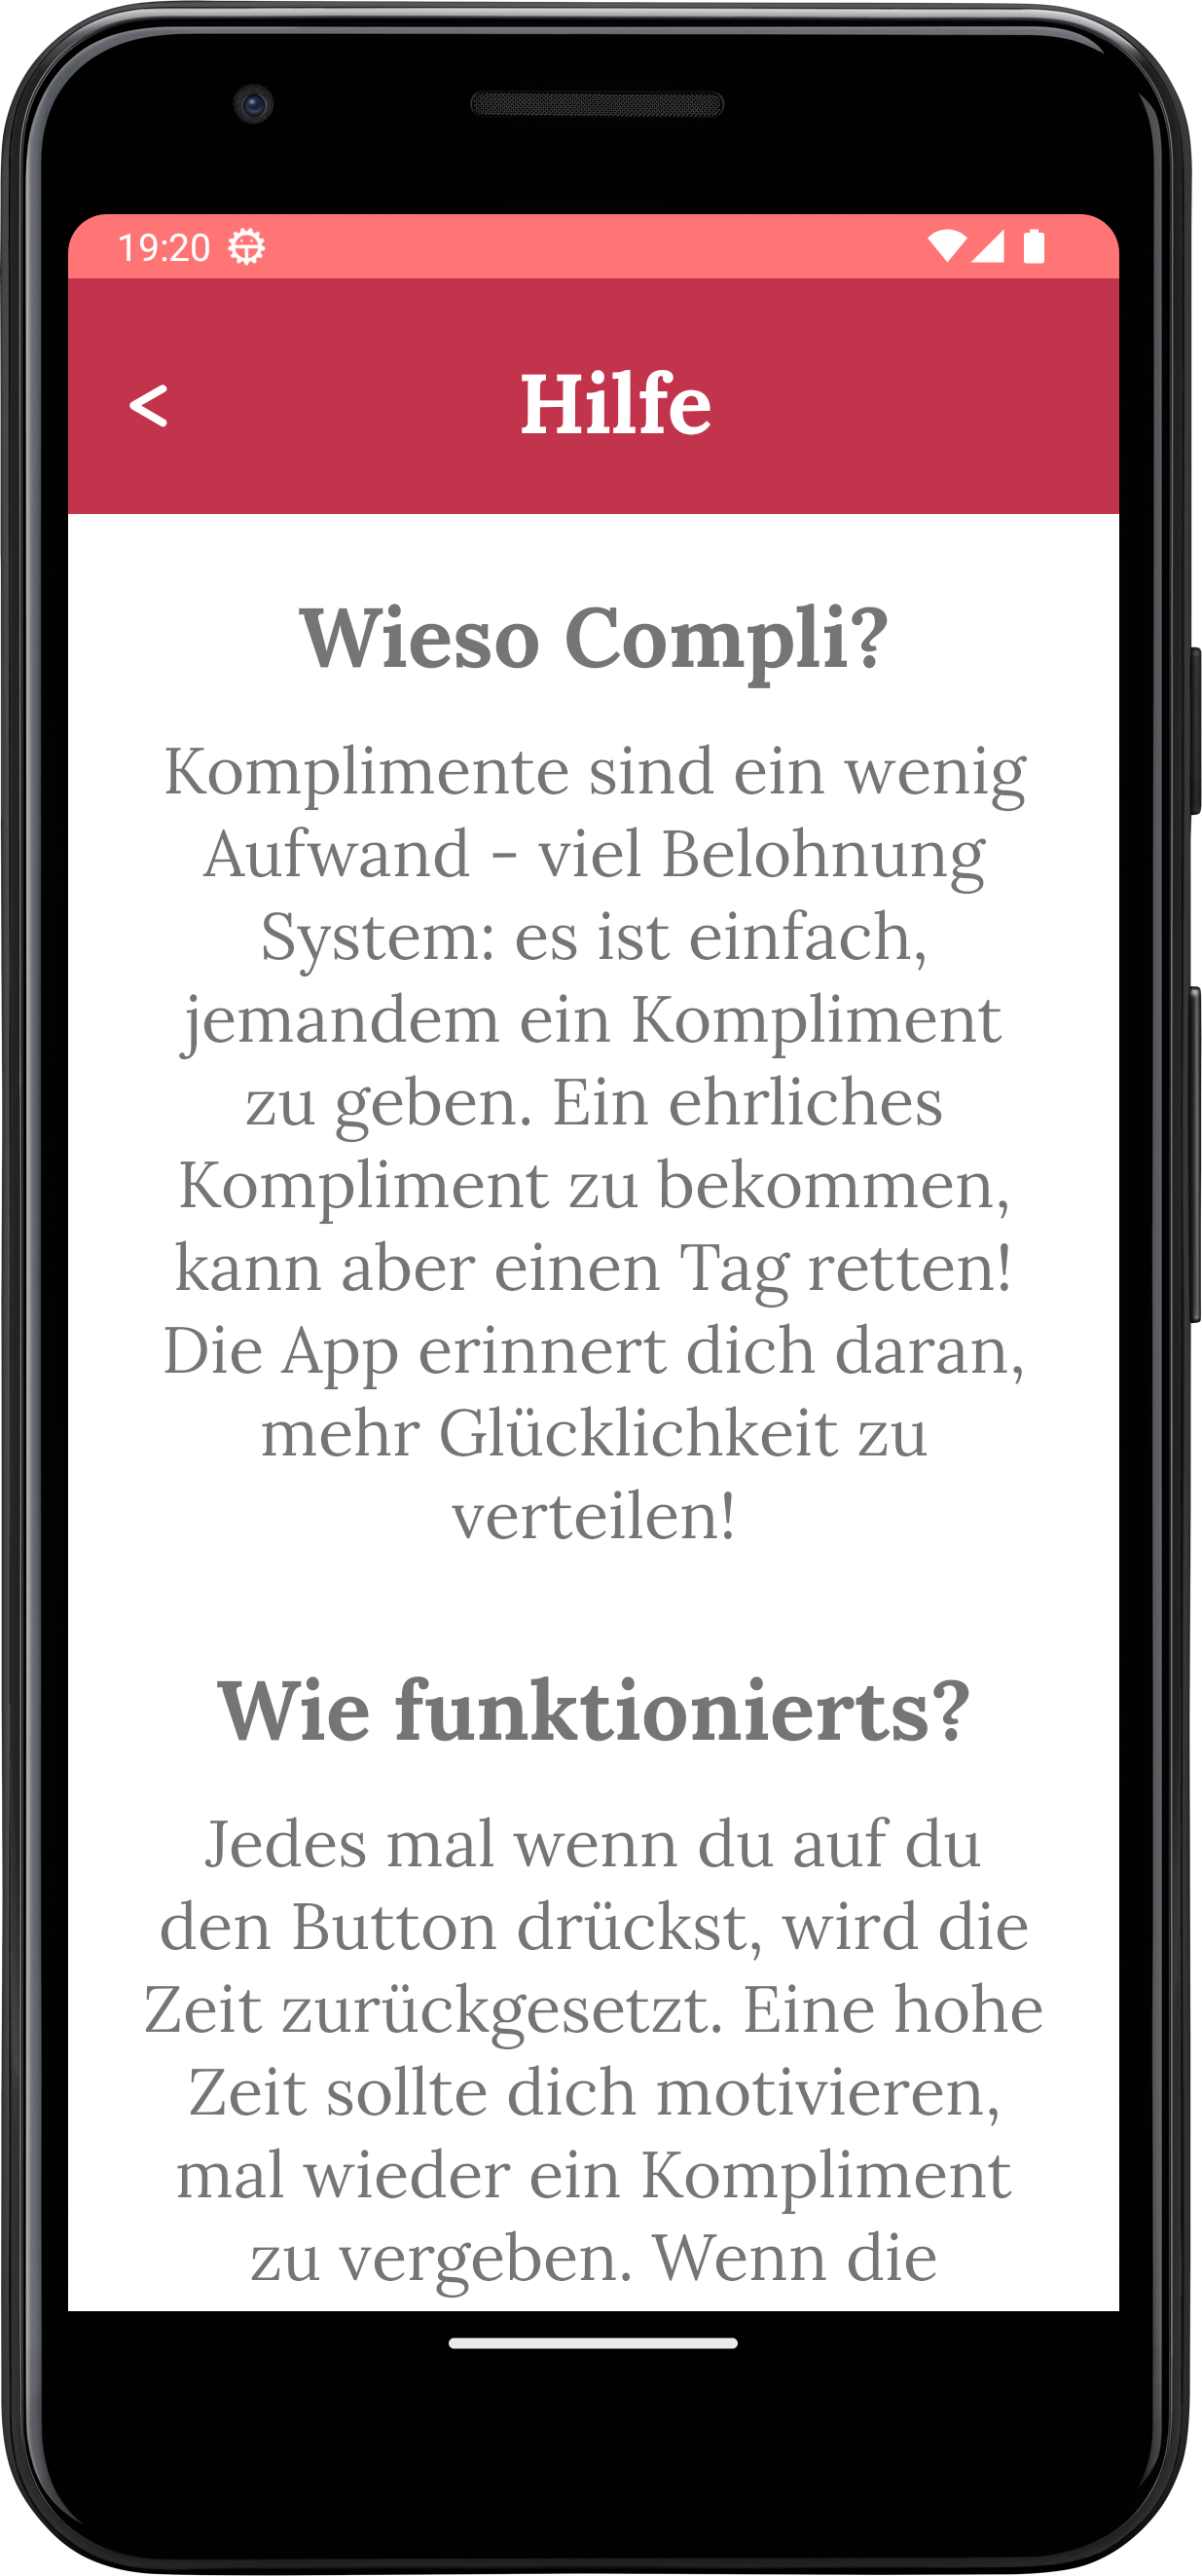 19:20
< Hilfe
Wieso Compli?
Komplimente sind ein wenig
Aufwand - viel Belohnung
System: es ist einfach,
jemandem ein Kompliment
zu geben. Ein ehrliches
Kompliment zu bekommen,
kann aber einen Tag retten!
Die App erinnert dich daran,
mehr Glücklichkeit zu
verteilen!
Wie funktionierts?
Jedes mal wenn du auf du
den Button drückst, wird die
Zeit zurückgesetzt. Eine hohe
Zeit sollte dich motivieren,
mal wieder ein Kompliment
zu vergeben. Wenn die